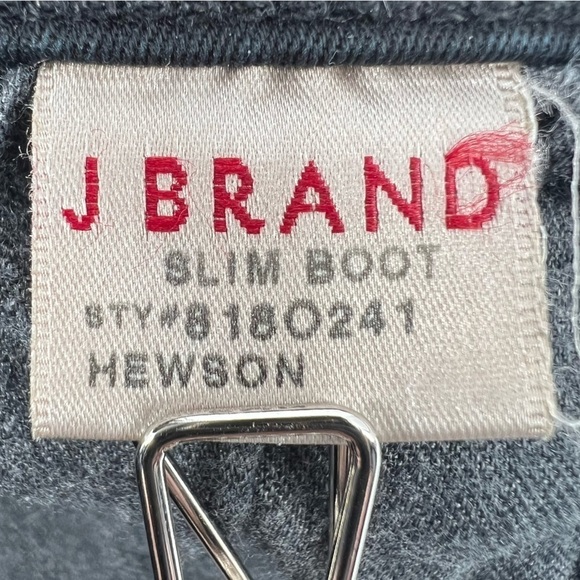 J BRAND
SLIM BOOT
STY#8180241
HEWSON